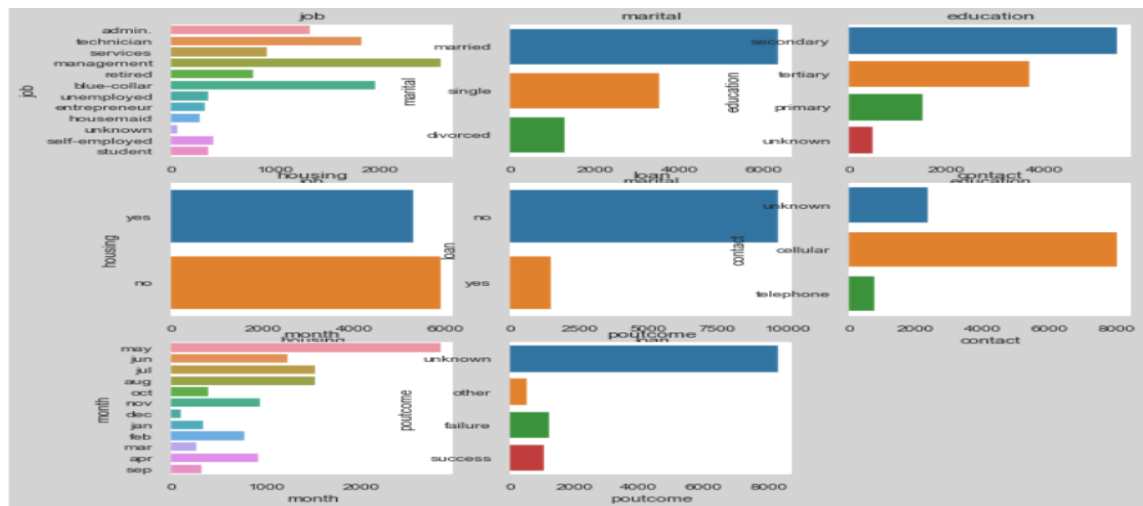 job
admin.
technician
services
management
retired
blue-collar
unemployed
entrepreneur
housemaid
unknown
self-employed
student
job
0 1000 2000
job
marital
married
single
divorced
marital
0 2000 4000 6000
marital
education
secondary
tertiary
primary
unknown
education
0 2000 4000
education
housing
yes
no
housing
0 2000 4000 6000
housing
loan
no
yes
loan
0 2500 5000 7500 10000
loan
contact
unknown
cellular
telephone
contact
0 2000 4000 6000 8000
contact
month
may
jun
jul
aug
oct
nov
dec
jan
feb
mar
apr
sep
month
0 1000 2000
month
poutcome
unknown
other
failure
success
poutcome
0 2000 4000 6000 8000
poutcome